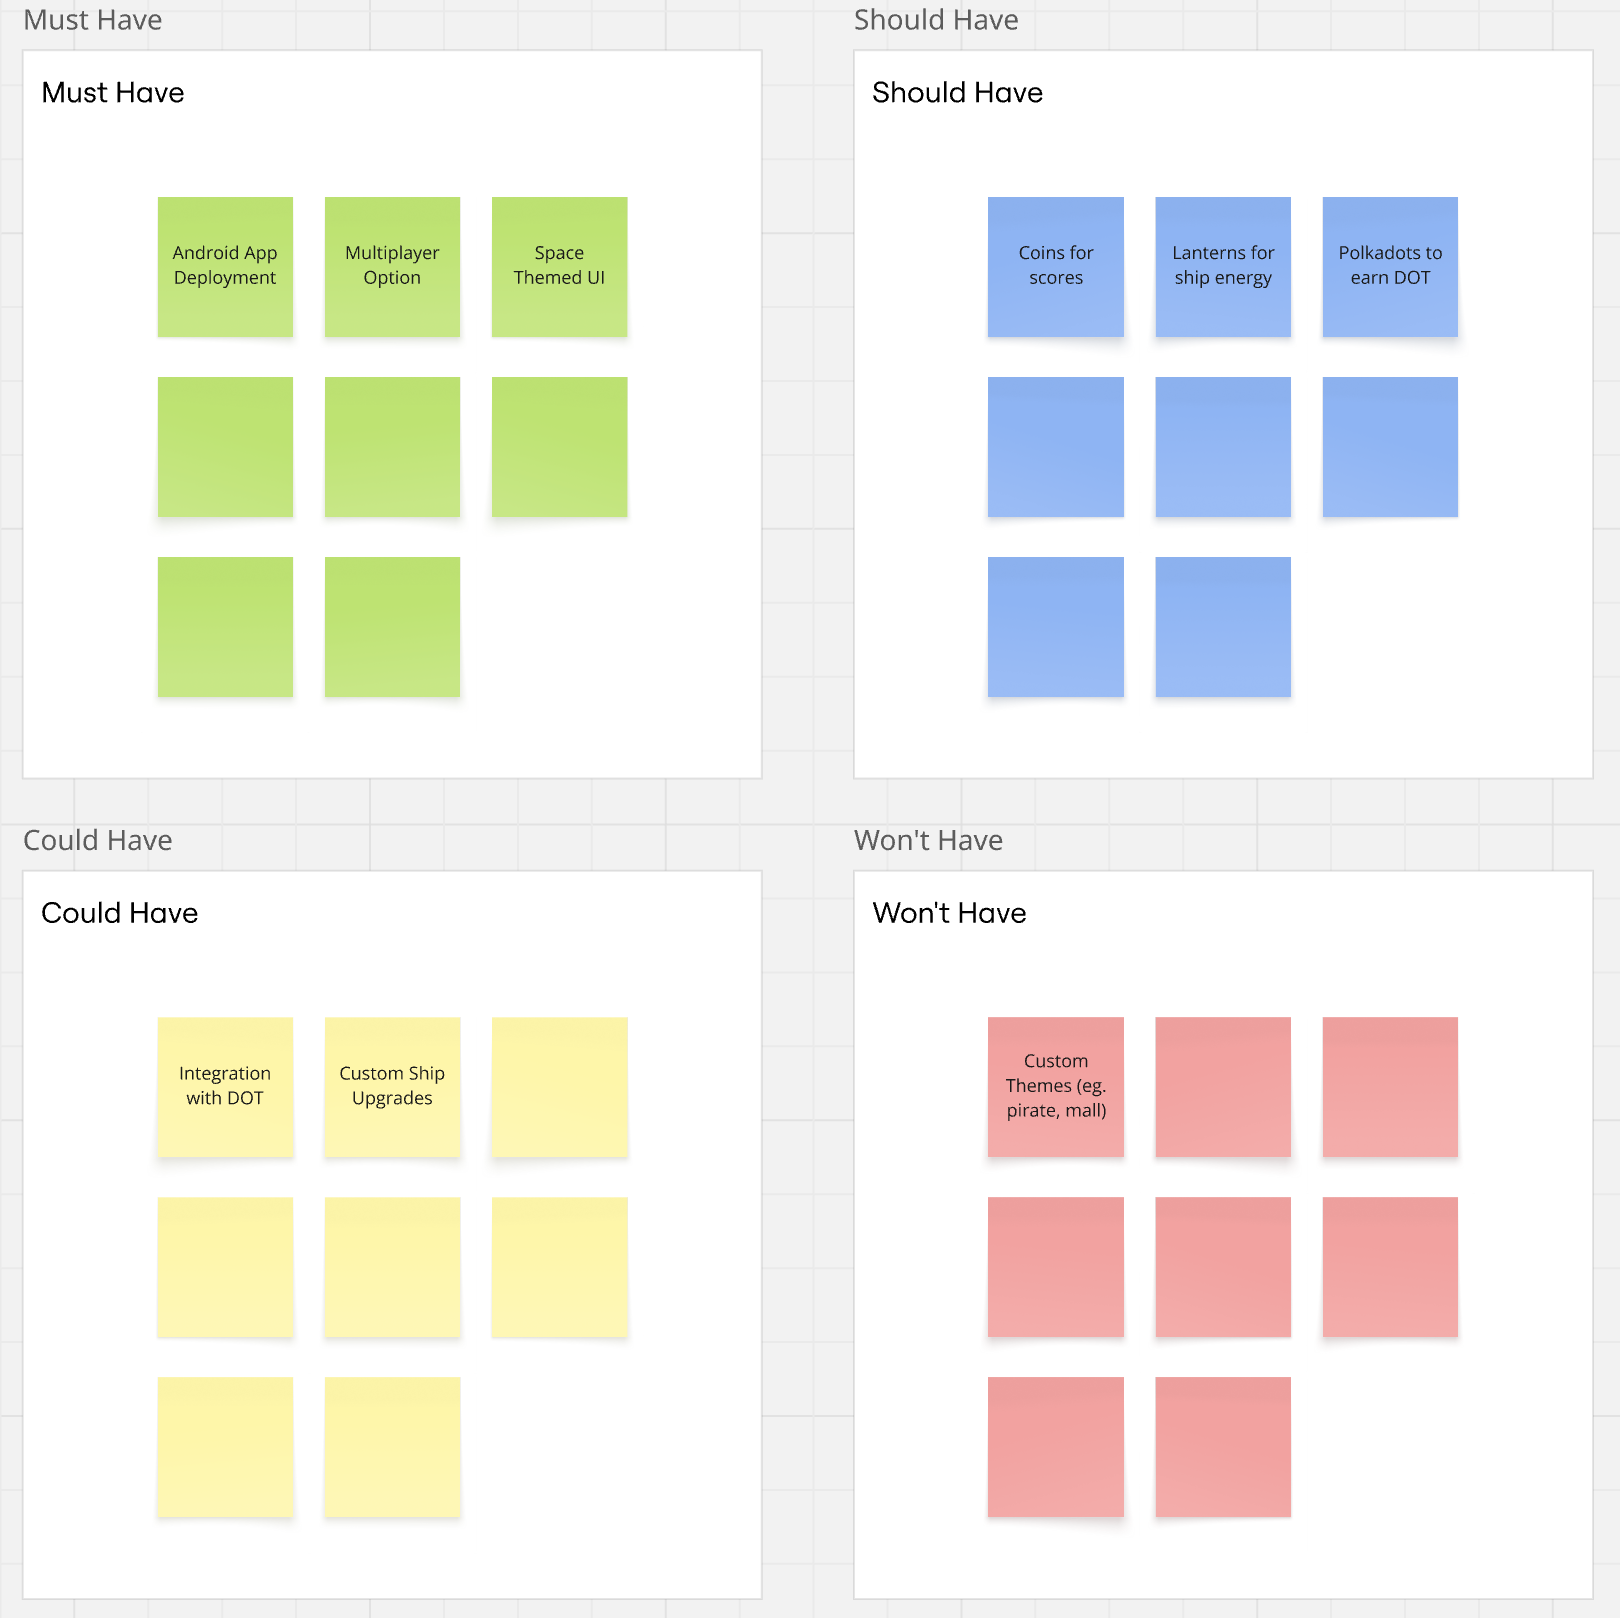 Must Have
Must Have
Android App
Deployment
Multiplayer
Option
Space
Themed UI
Should Have
Should Have
Coins for
scores
Lanterns for
ship energy
Polkadots to
earn DOT
Could Have
Could Have
Integration
with DOT
Custom Ship
Upgrades
Won't Have
Won't Have
Custom
Themes (eg.
pirate, mall)